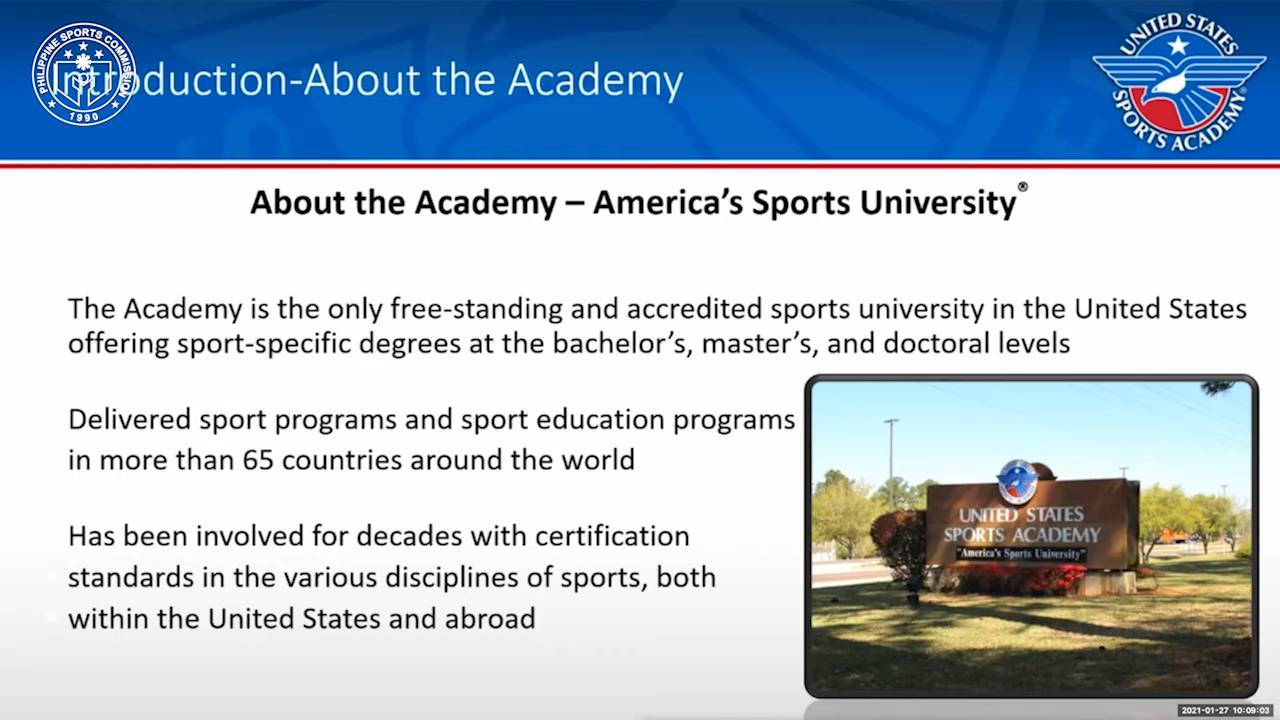 PHILIPPINE SPORTS COMMISSION
1990
Introduction-About the Academy
UNITED STATES
SPORTS ACADEMY®
About the Academy – America's Sports University®
The Academy is the only free-standing and accredited sports university in the United States
offering sport-specific degrees at the bachelor's, master's, and doctoral levels
Delivered sport programs and sport education programs
in more than 65 countries around the world
Has been involved for decades with certification
standards in the various disciplines of sports, both
within the United States and abroad
UNITED STATES
SPORTS ACADEMY
"America's Sports University"
2021-01-27 10:09:03